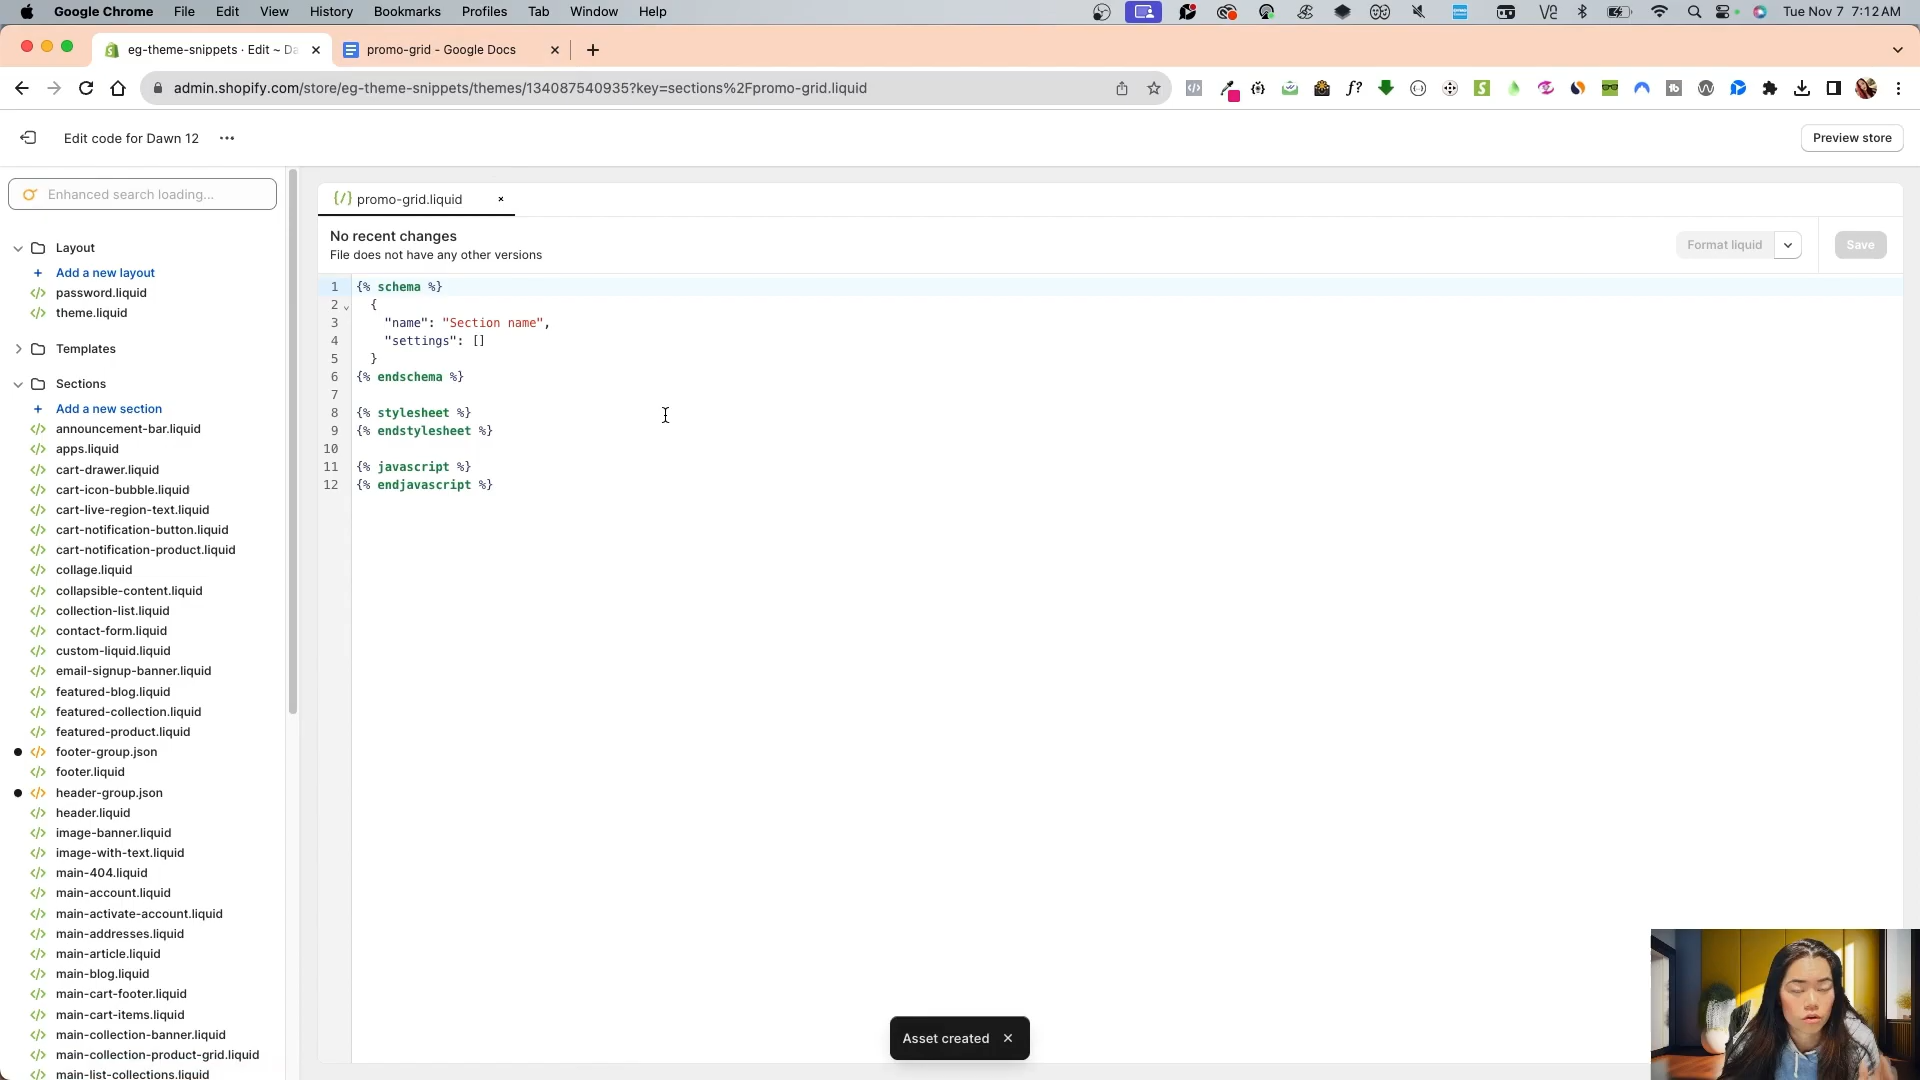 Google Chrome File Edit View History Bookmarks Profiles Tab Window Help Tue Nov 7 7:12 AM
eg-theme-snippets · Edit ~ Da
promo-grid - Google Docs
admin.shopify.com/store/eg-theme-snippets/themes/134087540935?key=sections%2Fpromo-grid.liquid
Edit code for Dawn 12
Preview store
Enhanced search loading...
Layout
Add a new layout
password.liquid
theme.liquid
Templates
Sections
Add a new section
announcement-bar.liquid
apps.liquid
cart-drawer.liquid
cart-icon-bubble.liquid
cart-live-region-text.liquid
cart-notification-button.liquid
cart-notification-product.liquid
collage.liquid
collapsible-content.liquid
collection-list.liquid
contact-form.liquid
custom-liquid.liquid
email-signup-banner.liquid
featured-blog.liquid
featured-collection.liquid
featured-product.liquid
footer-group.json
footer.liquid
header-group.json
header.liquid
image-banner.liquid
image-with-text.liquid
main-404.liquid
main-account.liquid
main-activate-account.liquid
main-addresses.liquid
main-article.liquid
main-blog.liquid
main-cart-footer.liquid
main-cart-items.liquid
main-collection-banner.liquid
main-collection-product-grid.liquid
main-list-collections.liquid
promo-grid.liquid
No recent changes
File does not have any other versions
Format liquid
Save
1 {% schema %}
2 {
3 "name": "Section name",
4 "settings": []
5 }
6 {% endschema %}
7
8 {% stylesheet %}
9 {% endstylesheet %}
10
11 {% javascript %}
12 {% endjavascript %}
Asset created